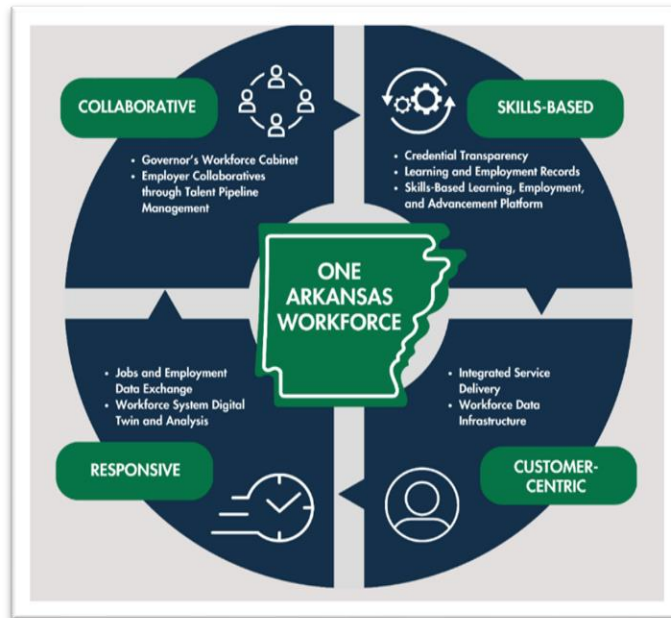 COLLABORATIVE
• Governor's Workforce Cabinet
• Employer Collaboratives
through Talent Pipeline
Management
SKILLS-BASED
• Credential Transparency
• Learning and Employment Records
• Skills-Based Learning, Employment,
and Advancement Platform
ONE
ARKANSAS
WORKFORCE
• Jobs and Employment
Data Exchange
• Workforce System Digital
Twin and Analysis
RESPONSIVE
• Integrated Service
Delivery
• Workforce Data
Infrastructure
CUSTOMER-
CENTRIC